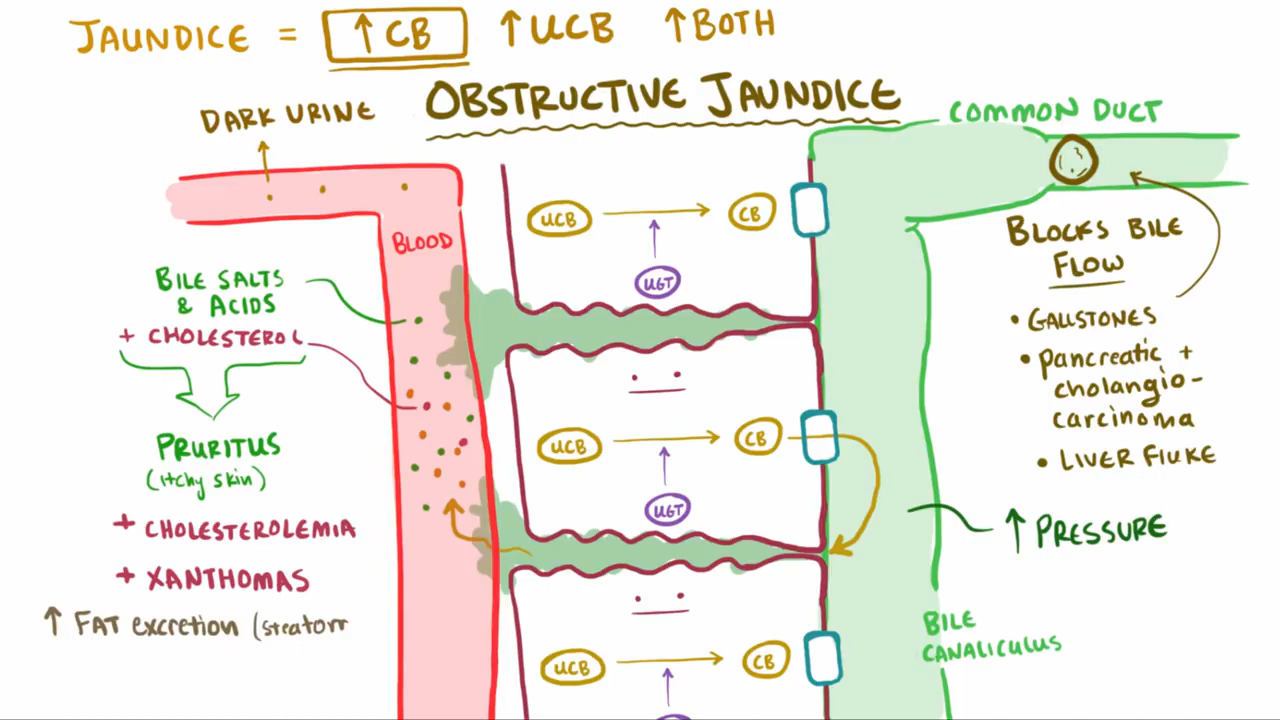 JAUNDICE = ↑ CB ↑ UCB ↑ BOTH
OBSTRUCTIVE JAUNDICE
DARK URINE
BLOOD
BILE SALTS
& ACIDS
+ CHOLESTEROL
PRURITUS
(itchy skin)
+ CHOLESTEROLEMIA
+ XANTHOMAS
↑ FAT excretion (steatorr
UCB → CB
UGT
UCB → CB
UGT
UCB → CB
COMMON DUCT
BLOCKS BILE
FLOW
• GALLSTONES
• Pancreatic +
cholangio-
carcinoma
• LIVER FLUKE
↑ PRESSURE
BILE
CANALICULUS